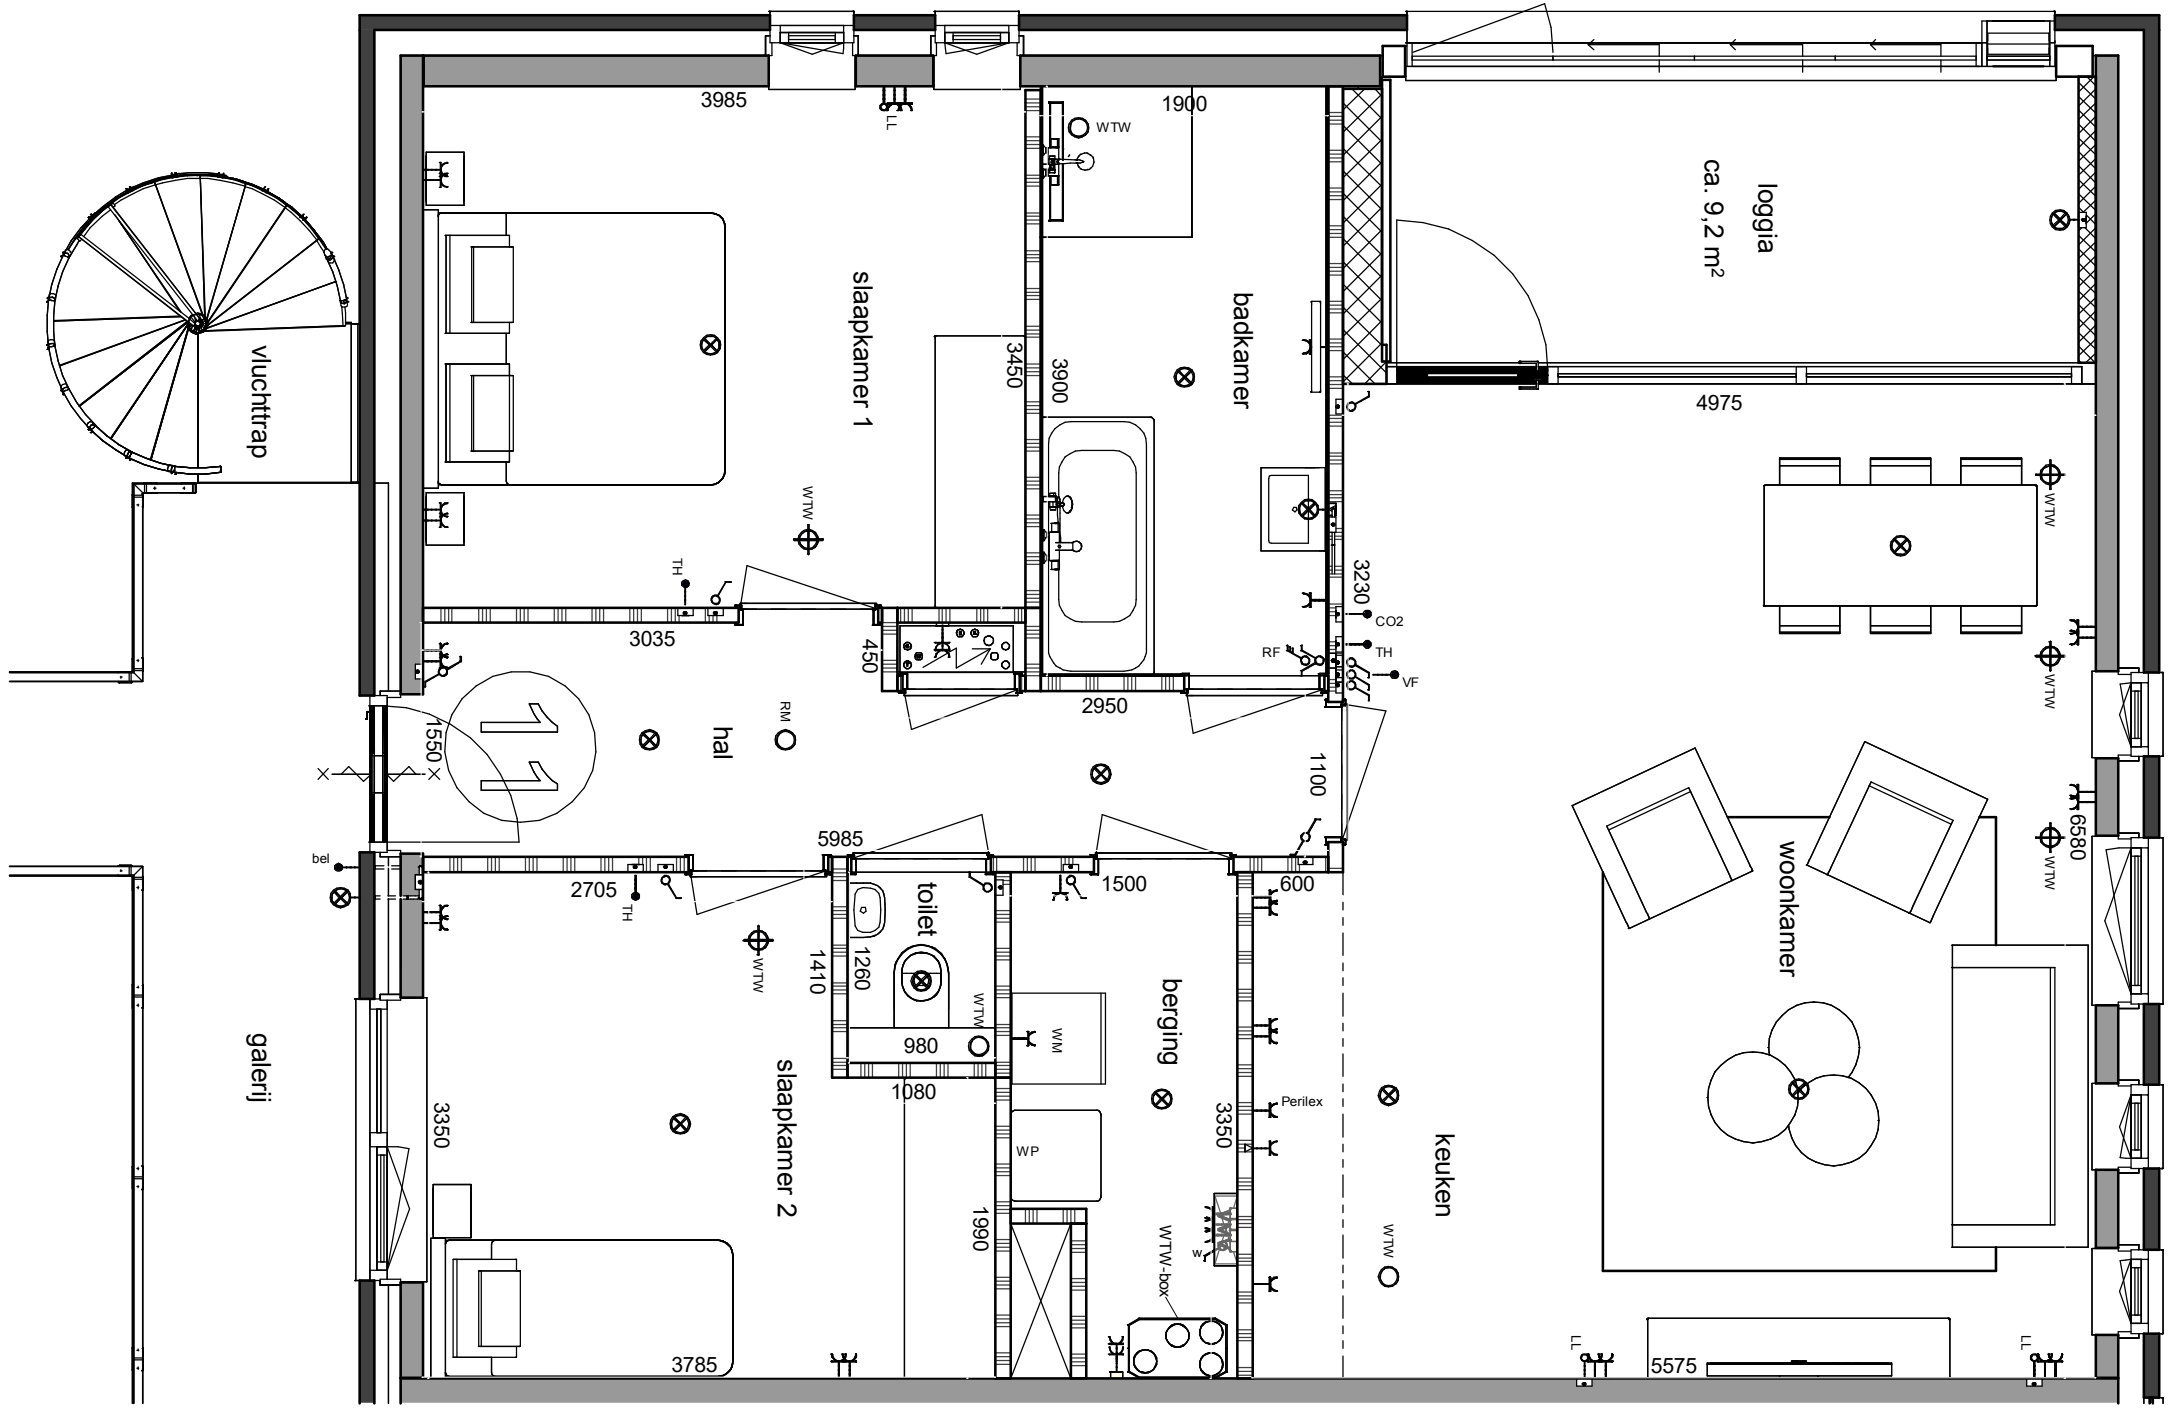 3985
LL
1900
WTW
loggia
ca. 9,2 m²
slaapkamer 1
3450
3900
badkamer
vluchttrap
4975
WTW
WTW
TH
3035
450
3230
CO2
TH
RF
VF
WTW
2950
1550
11
hal
RM
1100
6580
WTW
bel
5985
2705
TH
1500
600
toilet
woonkamer
WTW
1410
1260
WTW
980
1080
WM
berging
galerij
slaapkamer 2
3350
3350
Perilex
keuken
WP
1990
VMK
w
WTW-box
WTW
3785
LL
5575
LL